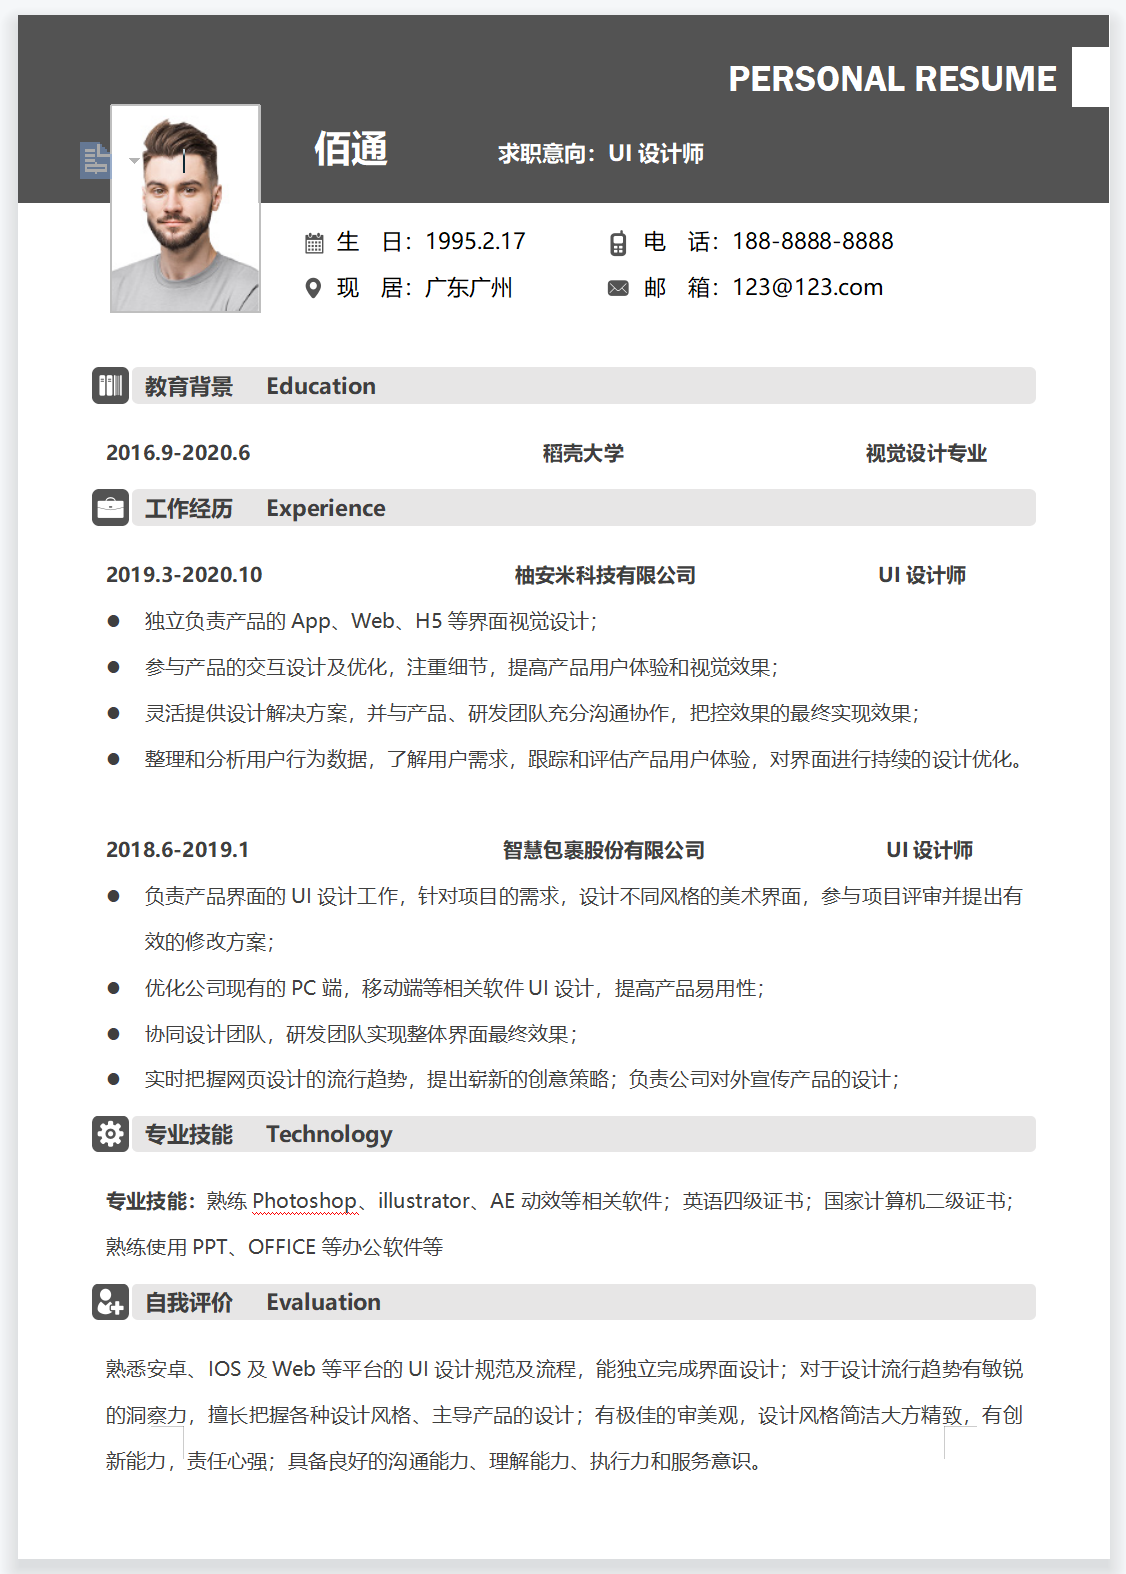 PERSONAL RESUME
佰通 求职意向：UI 设计师
生 日：1995.2.17 电 话：188-8888-8888
现 居：广东广州 邮 箱：123@123.com
教育背景 Education
2016.9-2020.6 稻壳大学 视觉设计专业
工作经历 Experience
2019.3-2020.10 柚安米科技有限公司 UI 设计师
● 独立负责产品的 App、Web、H5 等界面视觉设计；
● 参与产品的交互设计及优化，注重细节，提高产品用户体验和视觉效果；
● 灵活提供设计解决方案，并与产品、研发团队充分沟通协作，把控效果的最终实现效果；
● 整理和分析用户行为数据，了解用户需求，跟踪和评估产品用户体验，对界面进行持续的设计优化。
2018.6-2019.1 智慧包裹股份有限公司 UI 设计师
● 负责产品界面的 UI 设计工作，针对项目的需求，设计不同风格的美术界面，参与项目评审并提出有
效的修改方案；
● 优化公司现有的 PC 端，移动端等相关软件 UI 设计，提高产品易用性；
● 协同设计团队，研发团队实现整体界面最终效果；
● 实时把握网页设计的流行趋势，提出崭新的创意策略；负责公司对外宣传产品的设计；
专业技能 Technology
专业技能：熟练 Photoshop、illustrator、AE 动效等相关软件；英语四级证书；国家计算机二级证书；
熟练使用 PPT、OFFICE 等办公软件等
自我评价 Evaluation
熟悉安卓、IOS 及 Web 等平台的 UI 设计规范及流程，能独立完成界面设计；对于设计流行趋势有敏锐
的洞察力，擅长把握各种设计风格、主导产品的设计；有极佳的审美观，设计风格简洁大方精致，有创
新能力，责任心强；具备良好的沟通能力、理解能力、执行力和服务意识。